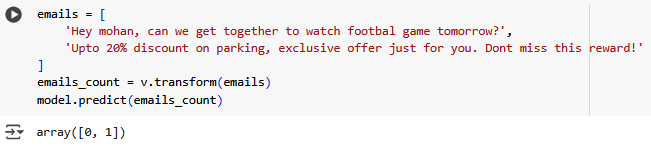 emails = [
'Hey mohan, can we get together to watch footbal game tomorrow?',
'Upto 20% discount on parking, exclusive offer just for you. Dont miss this reward!'
]
emails_count = v.transform(emails)
model.predict(emails_count)
array([0, 1])